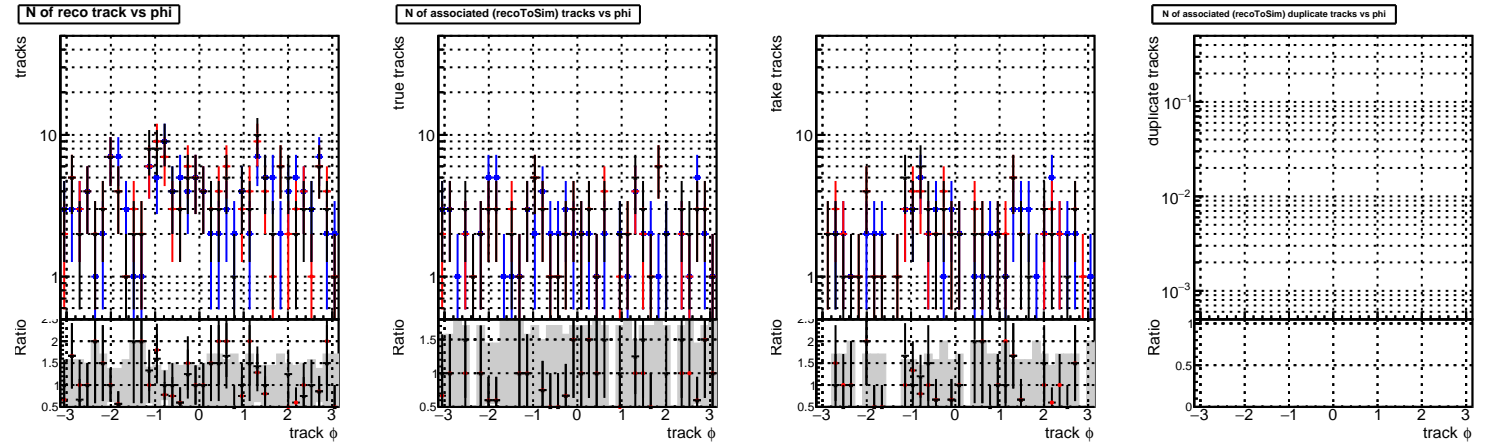 N of reco track vs phi
tracks
10
1
Ratio
2.5
2
1.5
1
0.5
−3 −2 −1 0 1 2 3
track ϕ
N of associated (recoToSim) tracks vs phi
true tracks
10
1
Ratio
1.5
1
0.5
−3 −2 −1 0 1 2 3
track ϕ
fake tracks
10
1
Ratio
2.5
2
1.5
1
0.5
−3 −2 −1 0 1 2 3
track ϕ
N of associated (recoToSim) duplicate tracks vs phi
duplicate tracks
10−1
10−2
10−3
Ratio
1
0.5
0
−3 −2 −1 0 1 2 3
track ϕ